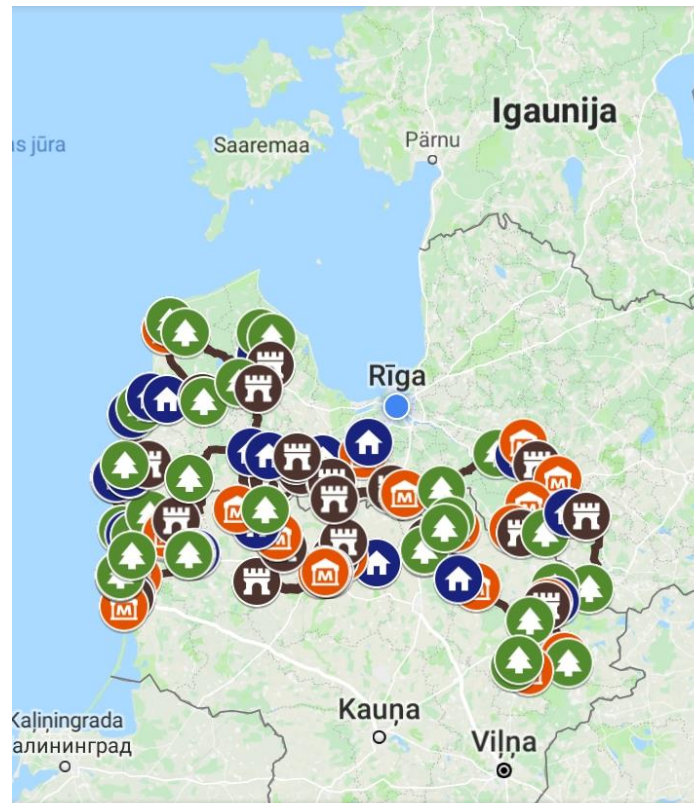 Igaunija
Pärnu
as jūra
Saaremaa
Rīga
M
M
M
M
M
M
M
M
M
Kauņa
Kaļiņingrada
алининград
Viļņa